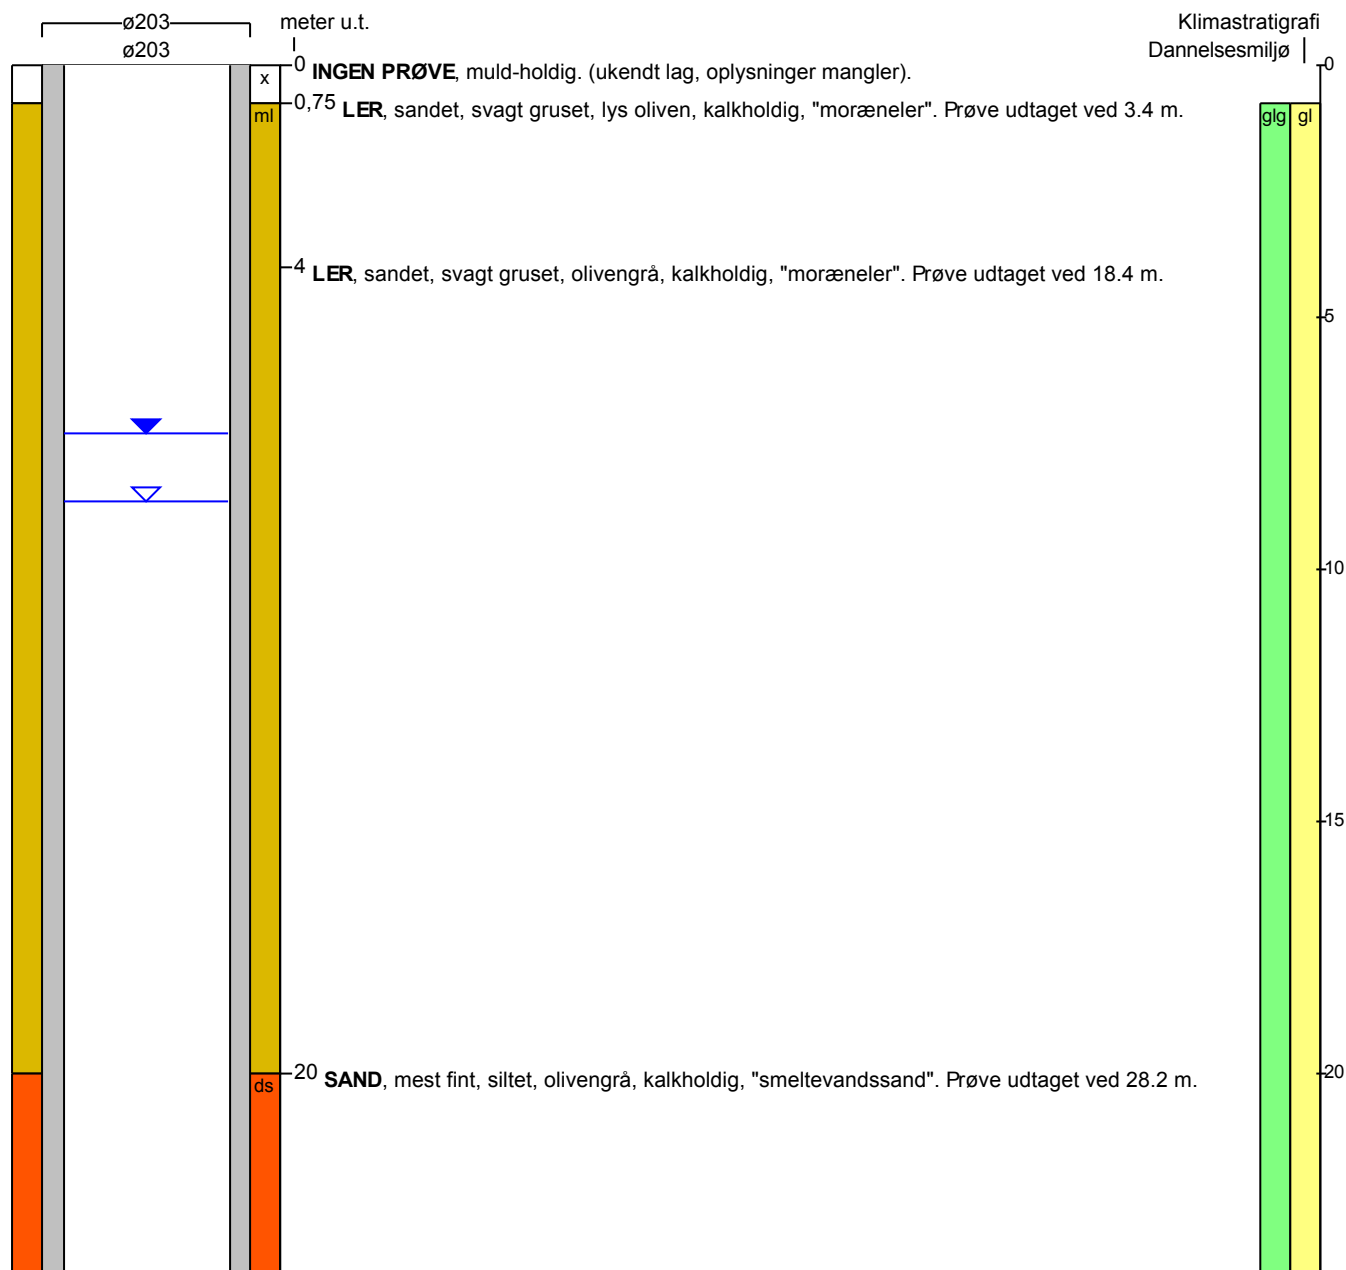 ø203 meter u.t. Klimastratigrafi
ø203 Dannelsesmiljø
0 INGEN PRØVE, muld-holdig. (ukendt lag, oplysninger mangler). 0
x
0,75 LER, sandet, svagt gruset, lys oliven, kalkholdig, "moræneler". Prøve udtaget ved 3.4 m.
ml glg gl
4 LER, sandet, svagt gruset, olivengrå, kalkholdig, "moræneler". Prøve udtaget ved 18.4 m.
5
10
15
20 SAND, mest fint, siltet, olivengrå, kalkholdig, "smeltevandssand". Prøve udtaget ved 28.2 m. 20
ds